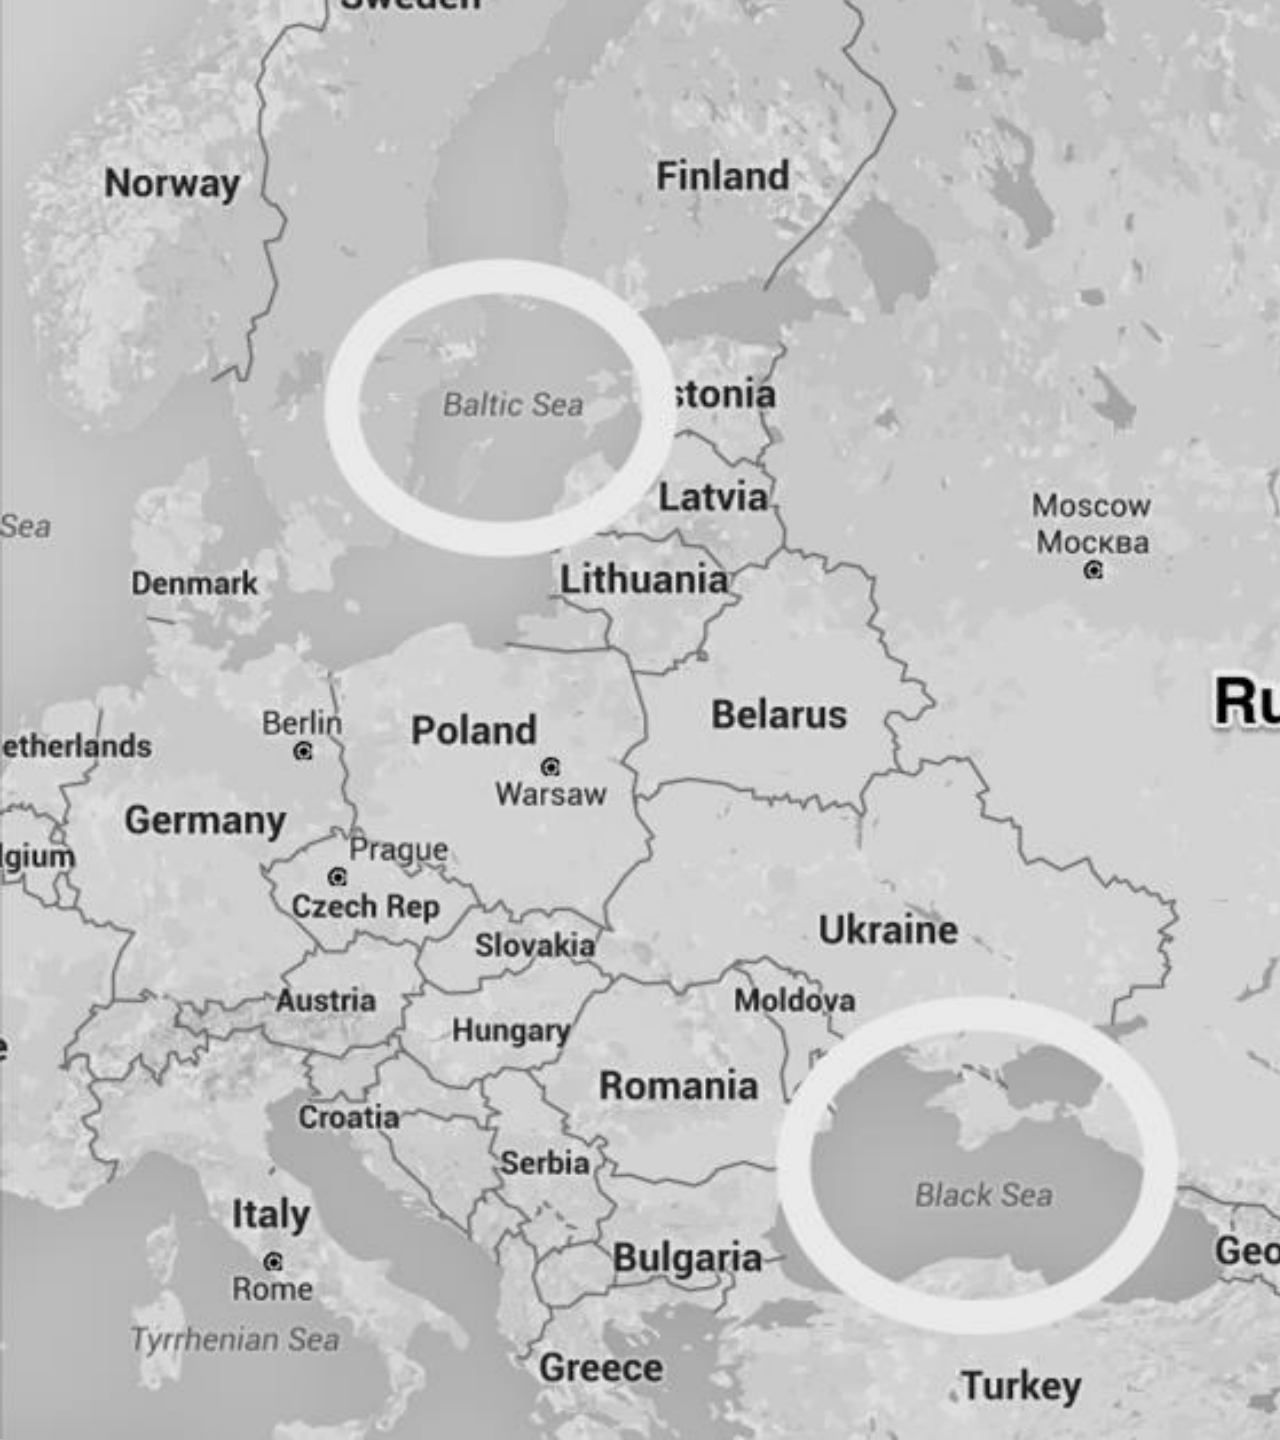 Sweden
Norway
Finland
Baltic Sea
stonia
Latvia
Moscow
Москва
Sea
Denmark
Lithuania
Ru
Berlin
Poland
Belarus
etherlands
Warsaw
Germany
Prague
lgium
Czech Rep
Ukraine
Slovakia
Austria
Moldova
Hungary
e
Romania
Croatia
Serbia
Black Sea
Italy
Bulgaria
Geo
Rome
Tyrrhenian Sea
Greece
Turkey